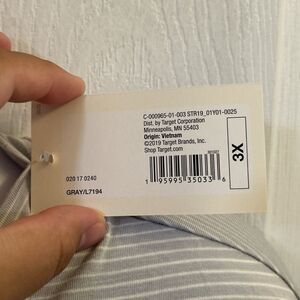 C-000965-01-003 STR19_01Y01-0025
Dist. by Target Corporation
Minneapolis, MN 55403
Origin: Vietnam
©2019 Target Brands, Inc.
Shop Target.com
3X
1 95995 35033 6
020 17 0240
GRAY/L7194